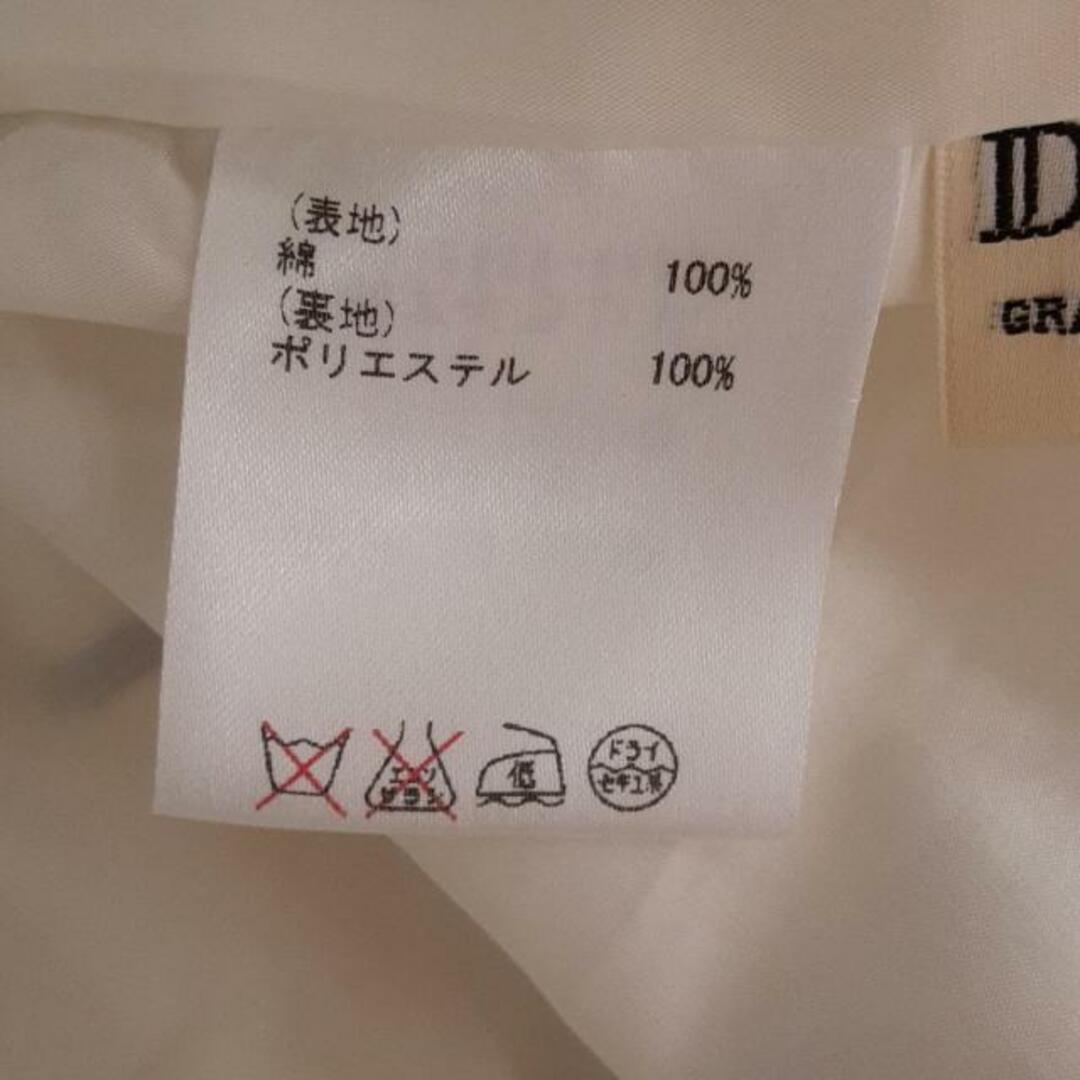 (表地)
綿 100%
(裏地)
ポリエステル 100%
エンソ
サラシ
低
ドライ
セキユ系
D
GRA